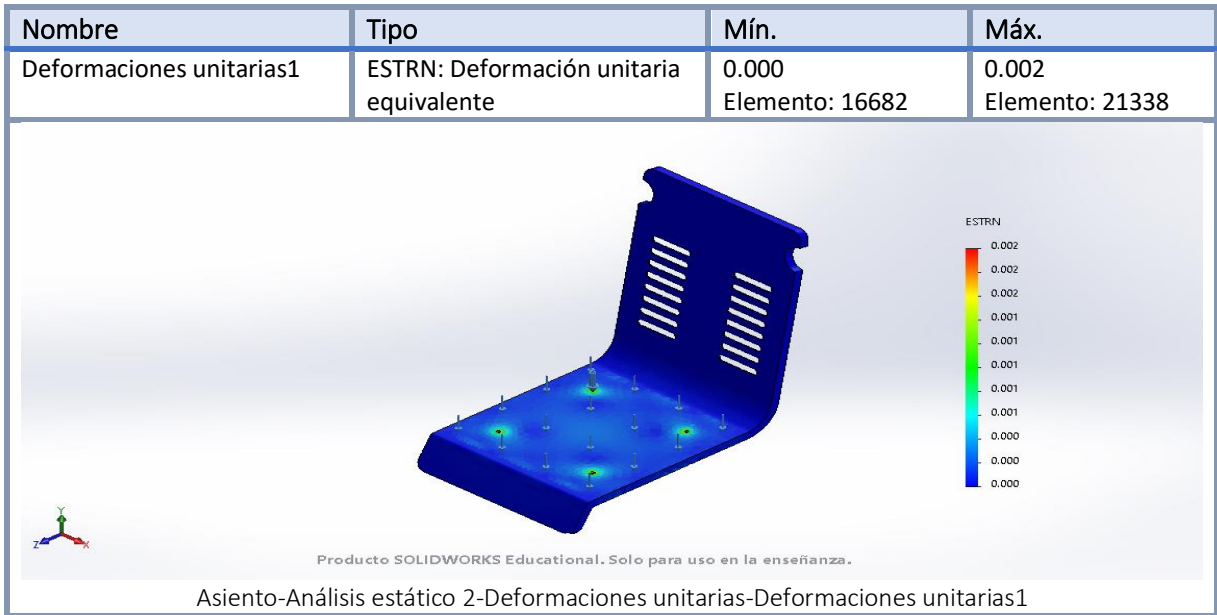 Nombre Tipo Mín. Máx.
Deformaciones unitarias1 ESTRN: Deformación unitaria 0.000 0.002
equivalente Elemento: 16682 Elemento: 21338
ESTRN
0.002
0.002
0.002
0.001
0.001
0.001
0.001
0.001
0.000
0.000
0.000
Y
Z X
Producto SOLIDWORKS Educational. Solo para uso en la enseñanza.
Asiento-Análisis estático 2-Deformaciones unitarias-Deformaciones unitarias1